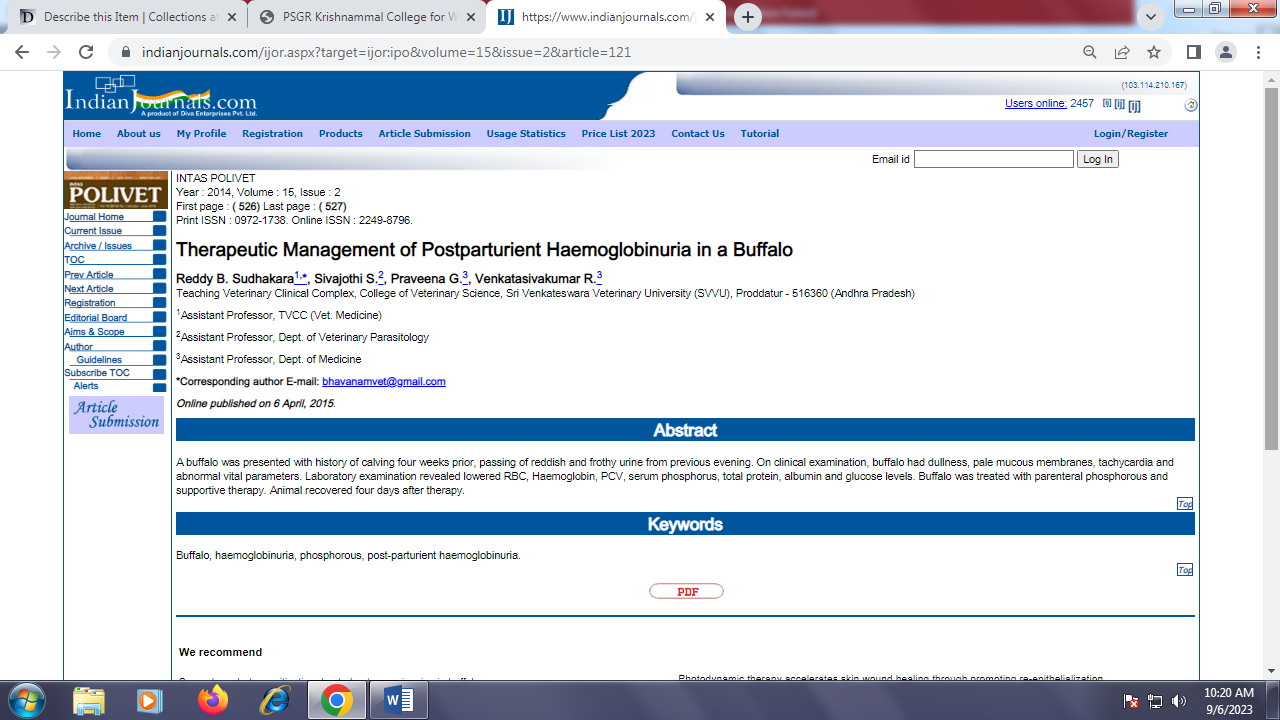 Describe this Item | Collections at
PSGR Krishnammal College for W
https://www.indianjournals.com/
indianjournals.com/ijor.aspx?target=ijor:ipo&volume=15&issue=2&article=121
IndianJournals.com
A product of Diva Enterprises Pvt. Ltd.
(103.114.210.167)
Users online: 2457 [ij] [ij] [ij]
Home About us My Profile Registration Products Article Submission Usage Statistics Price List 2023 Contact Us Tutorial Login/Register
Email id Log In
INTAS
POLIVET
Journal Home
Current Issue
Archive / Issues
TOC
Prev Article
Next Article
Registration
Editorial Board
Aims & Scope
Author
Guidelines
Subscribe TOC
Alerts
Article
Submission
INTAS POLIVET
Year : 2014, Volume : 15, Issue : 2
First page : ( 526) Last page : ( 527)
Print ISSN : 0972-1738. Online ISSN : 2249-8796.
Therapeutic Management of Postparturient Haemoglobinuria in a Buffalo
Reddy B. Sudhakara1,*, Sivajothi S.2, Praveena G.3, Venkatasivakumar R.3
Teaching Veterinary Clinical Complex, College of Veterinary Science, Sri Venkateswara Veterinary University (SVVU), Proddatur - 516360 (Andhra Pradesh)
1Assistant Professor, TVCC (Vet. Medicine)
2Assistant Professor, Dept. of Veterinary Parasitology
3Assistant Professor, Dept. of Medicine
*Corresponding author E-mail: bhavanamvet@gmail.com
Online published on 6 April, 2015.
Abstract
A buffalo was presented with history of calving four weeks prior, passing of reddish and frothy urine from previous evening. On clinical examination, buffalo had dullness, pale mucous membranes, tachycardia and
abnormal vital parameters. Laboratory examination revealed lowered RBC, Haemoglobin, PCV, serum phosphorus, total protein, albumin and glucose levels. Buffalo was treated with parenteral phosphorous and
supportive therapy. Animal recovered four days after therapy.
Top
Keywords
Buffalo, haemoglobinuria, phosphorous, post-parturient haemoglobinuria.
Top
PDF
We recommend
Photodynamic therapy accelerates skin wound healing through promoting re-epithelialization
10:20 AM
9/6/2023